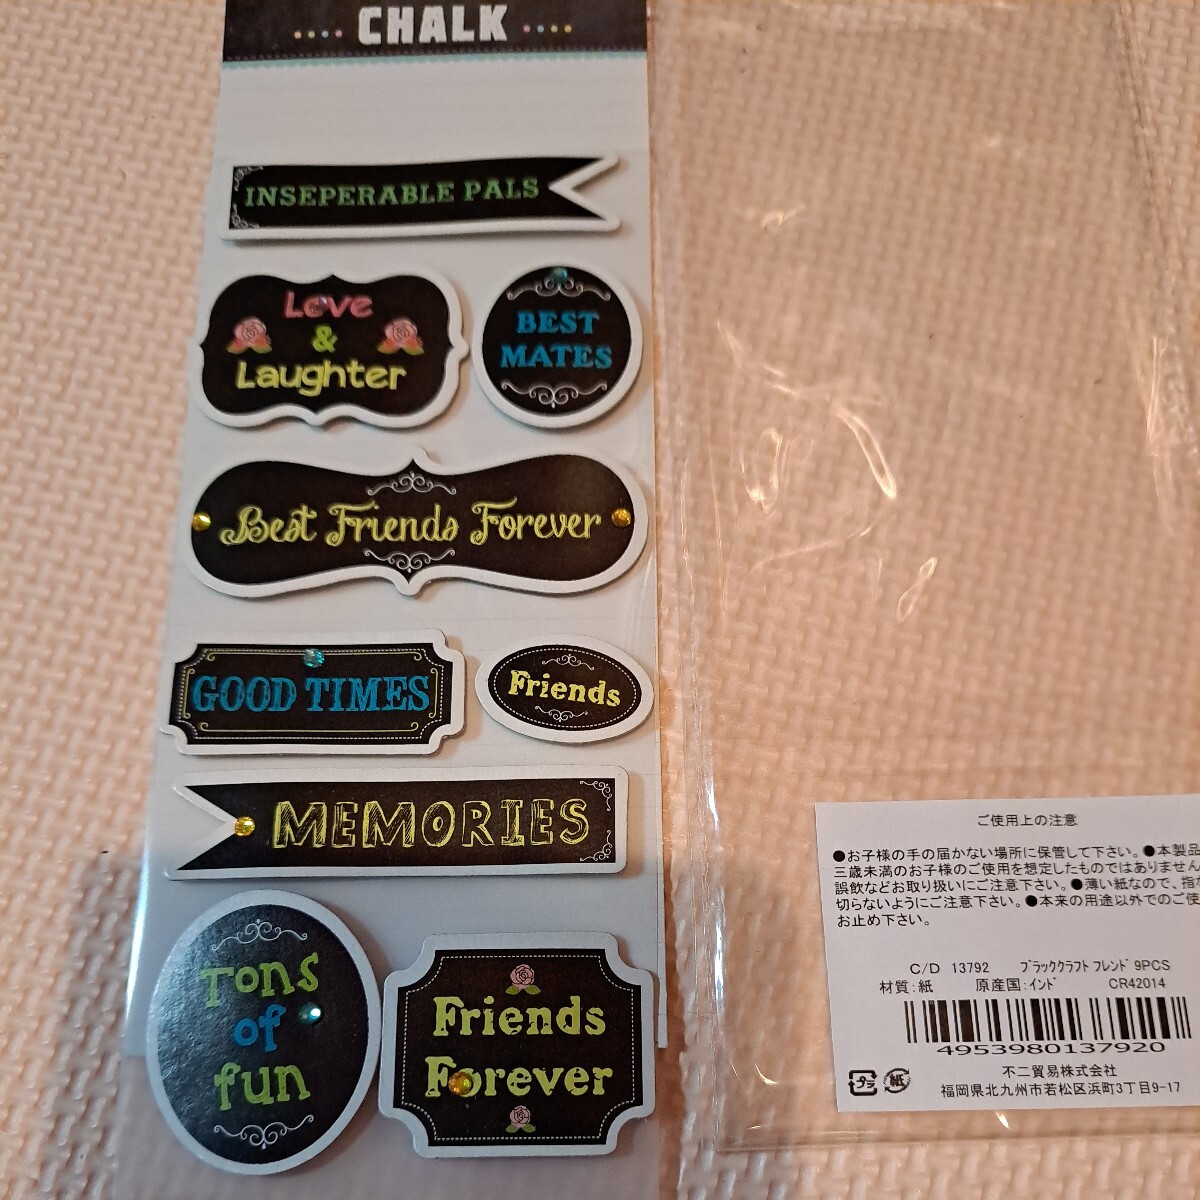 CHALK
INSEPERABLE PALS
Love
&
Laughter
BEST
MATES
Best Friends Forever
GOOD TIMES
Friends
MEMORIES
Tons
of
fun
Friends
Forever
ご使用上の注意
●お子様の手の届かない場所に保管して下さい。●本製品
三歳未満のお子様のご使用を想定したものではありません
誤飲などお取り扱いにご注意下さい。●薄い紙なので、指
切らないようにご注意下さい。●本来の用途以外でのご使
お止め下さい。
C/D 13792 ﾌﾞﾗｯｸｸﾗﾌﾄ ﾌﾚﾝﾄﾞ 9PCS
材質:紙 原産国:ｲﾝﾄﾞ CR42014
4953980137920
プラ 紙
不二貿易株式会社
福岡県北九州市若松区浜町3丁目9-17